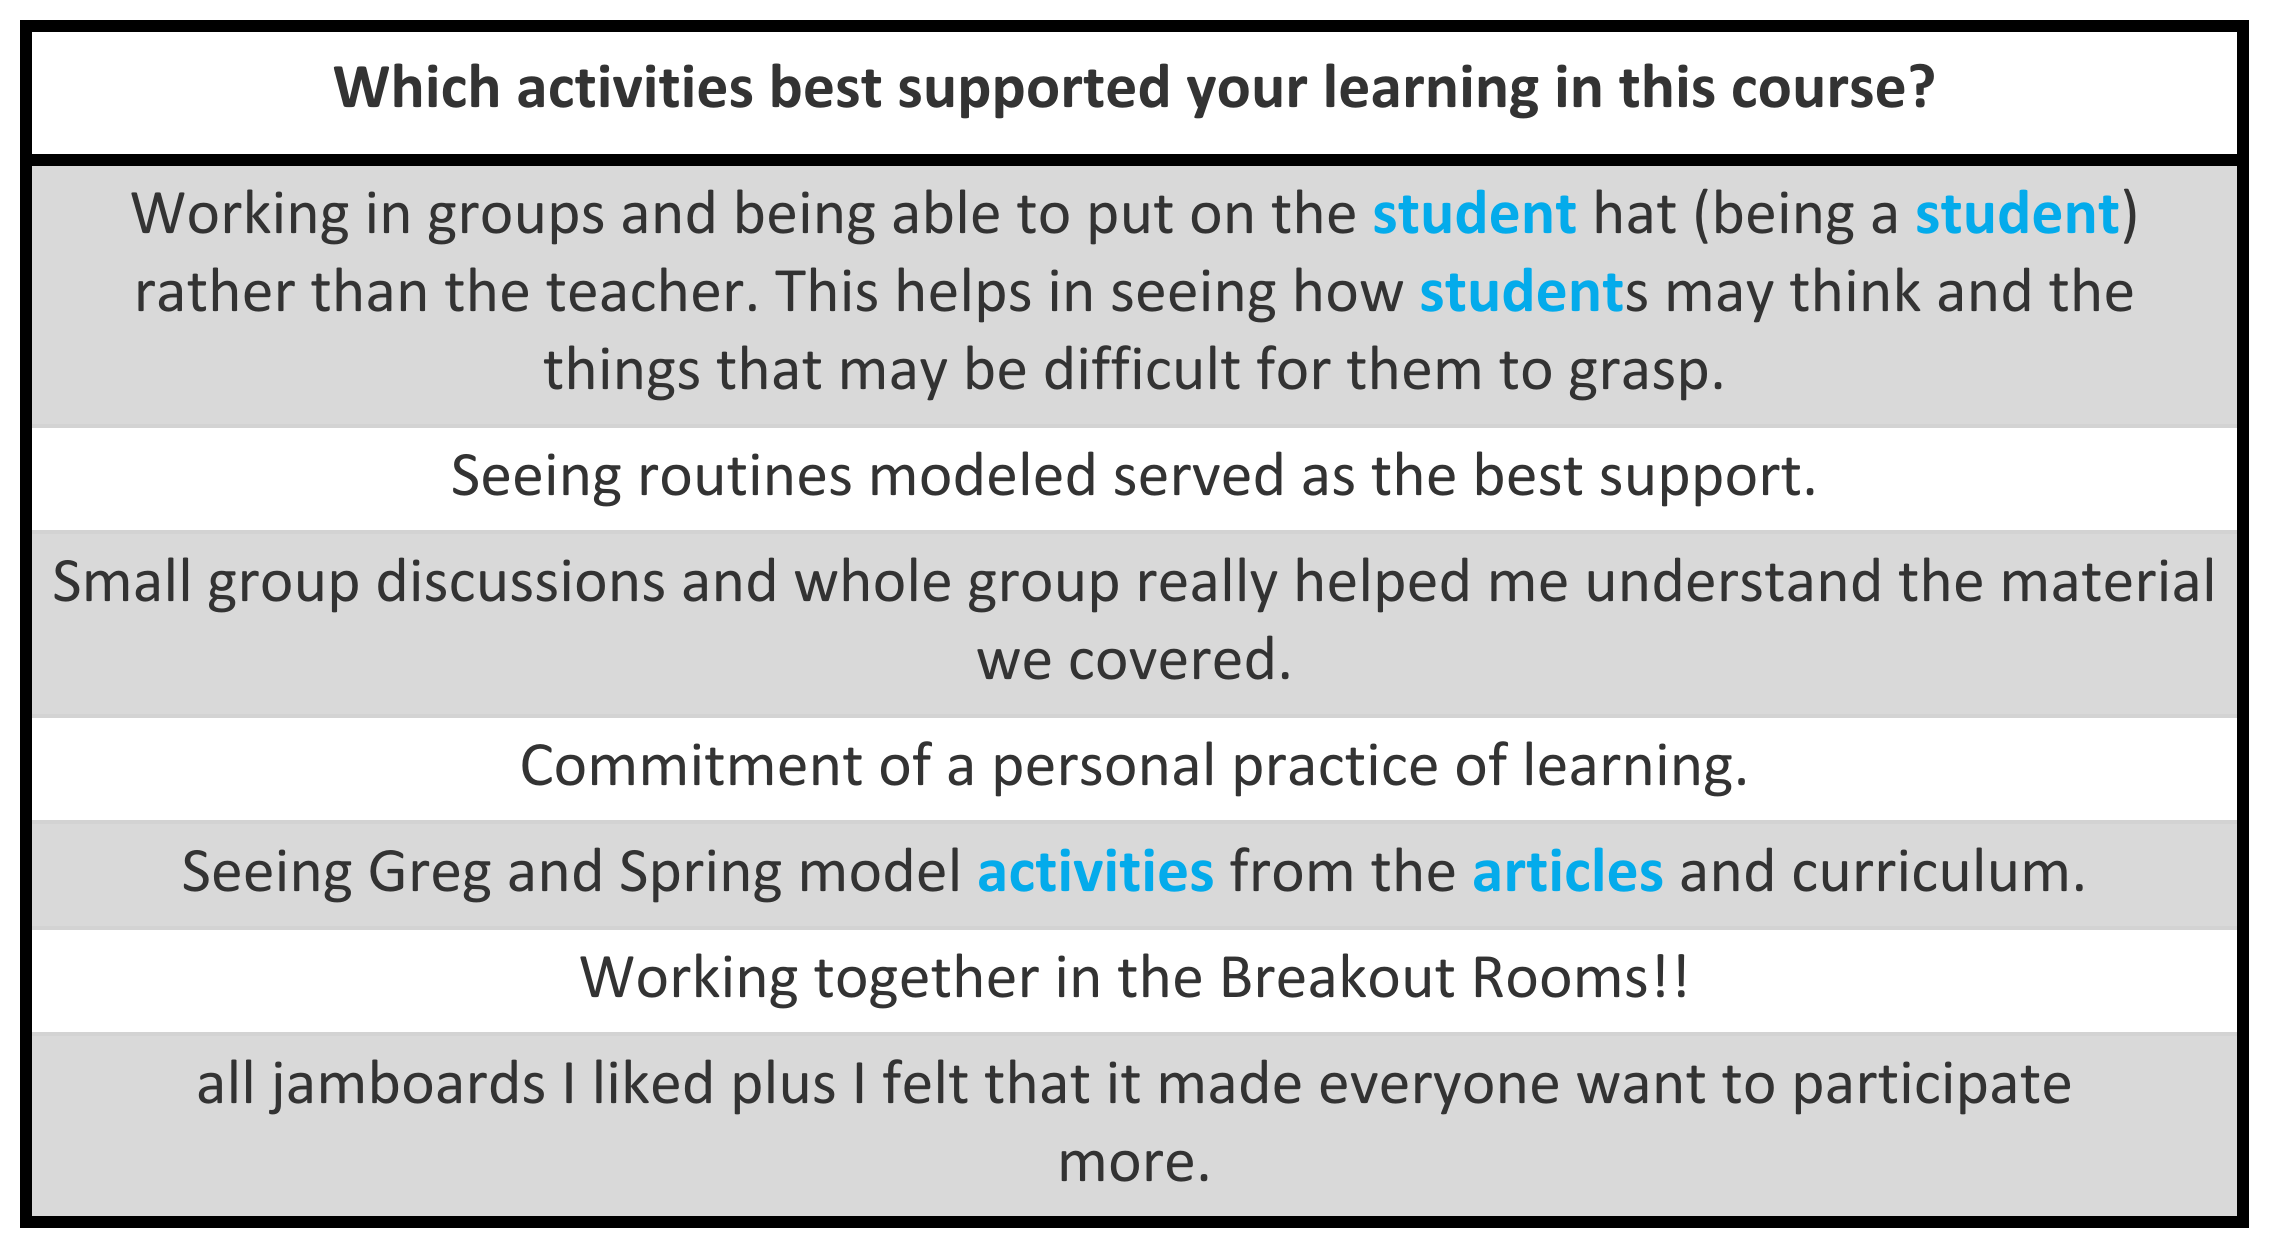 Which activities best supported your learning in this course?
Working in groups and being able to put on the student hat (being a student)
rather than the teacher. This helps in seeing how students may think and the
things that may be difficult for them to grasp.
Seeing routines modeled served as the best support.
Small group discussions and whole group really helped me understand the material
we covered.
Commitment of a personal practice of learning.
Seeing Greg and Spring model activities from the articles and curriculum.
Working together in the Breakout Rooms!!
all jamboards I liked plus I felt that it made everyone want to participate
more.